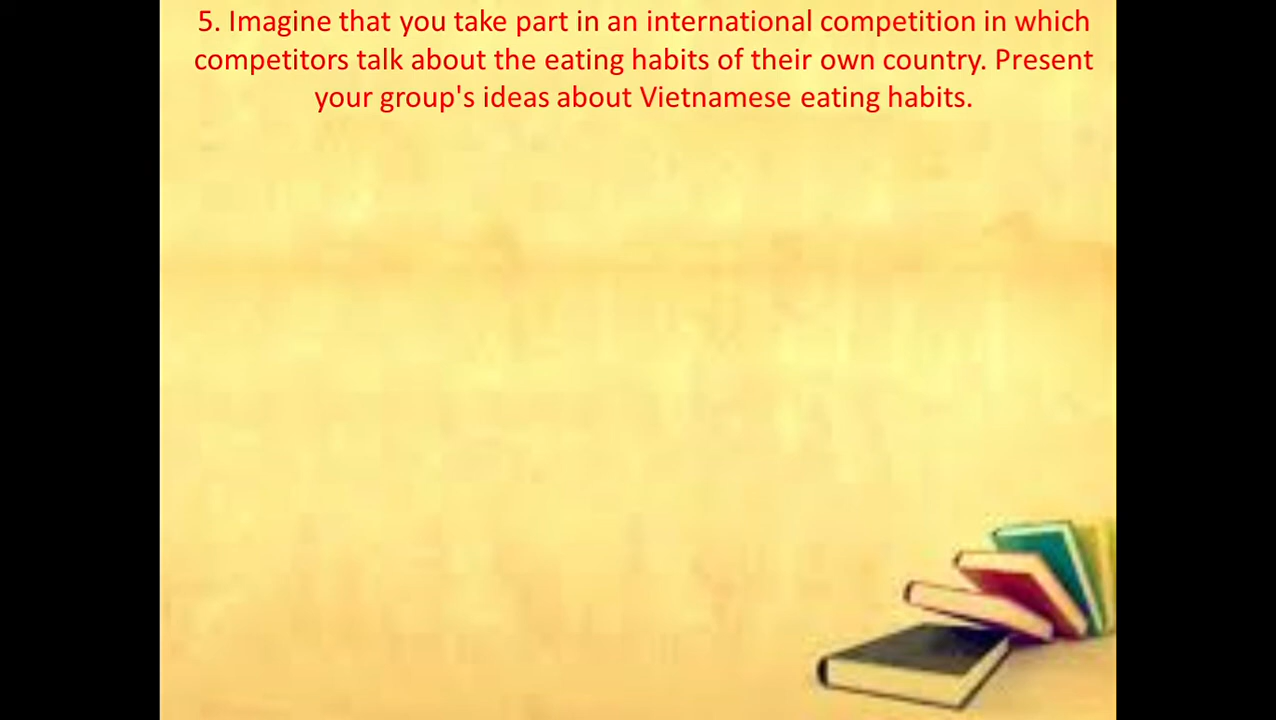 5. Imagine that you take part in an international competition in which
competitors talk about the eating habits of their own country. Present
your group's ideas about Vietnamese eating habits.